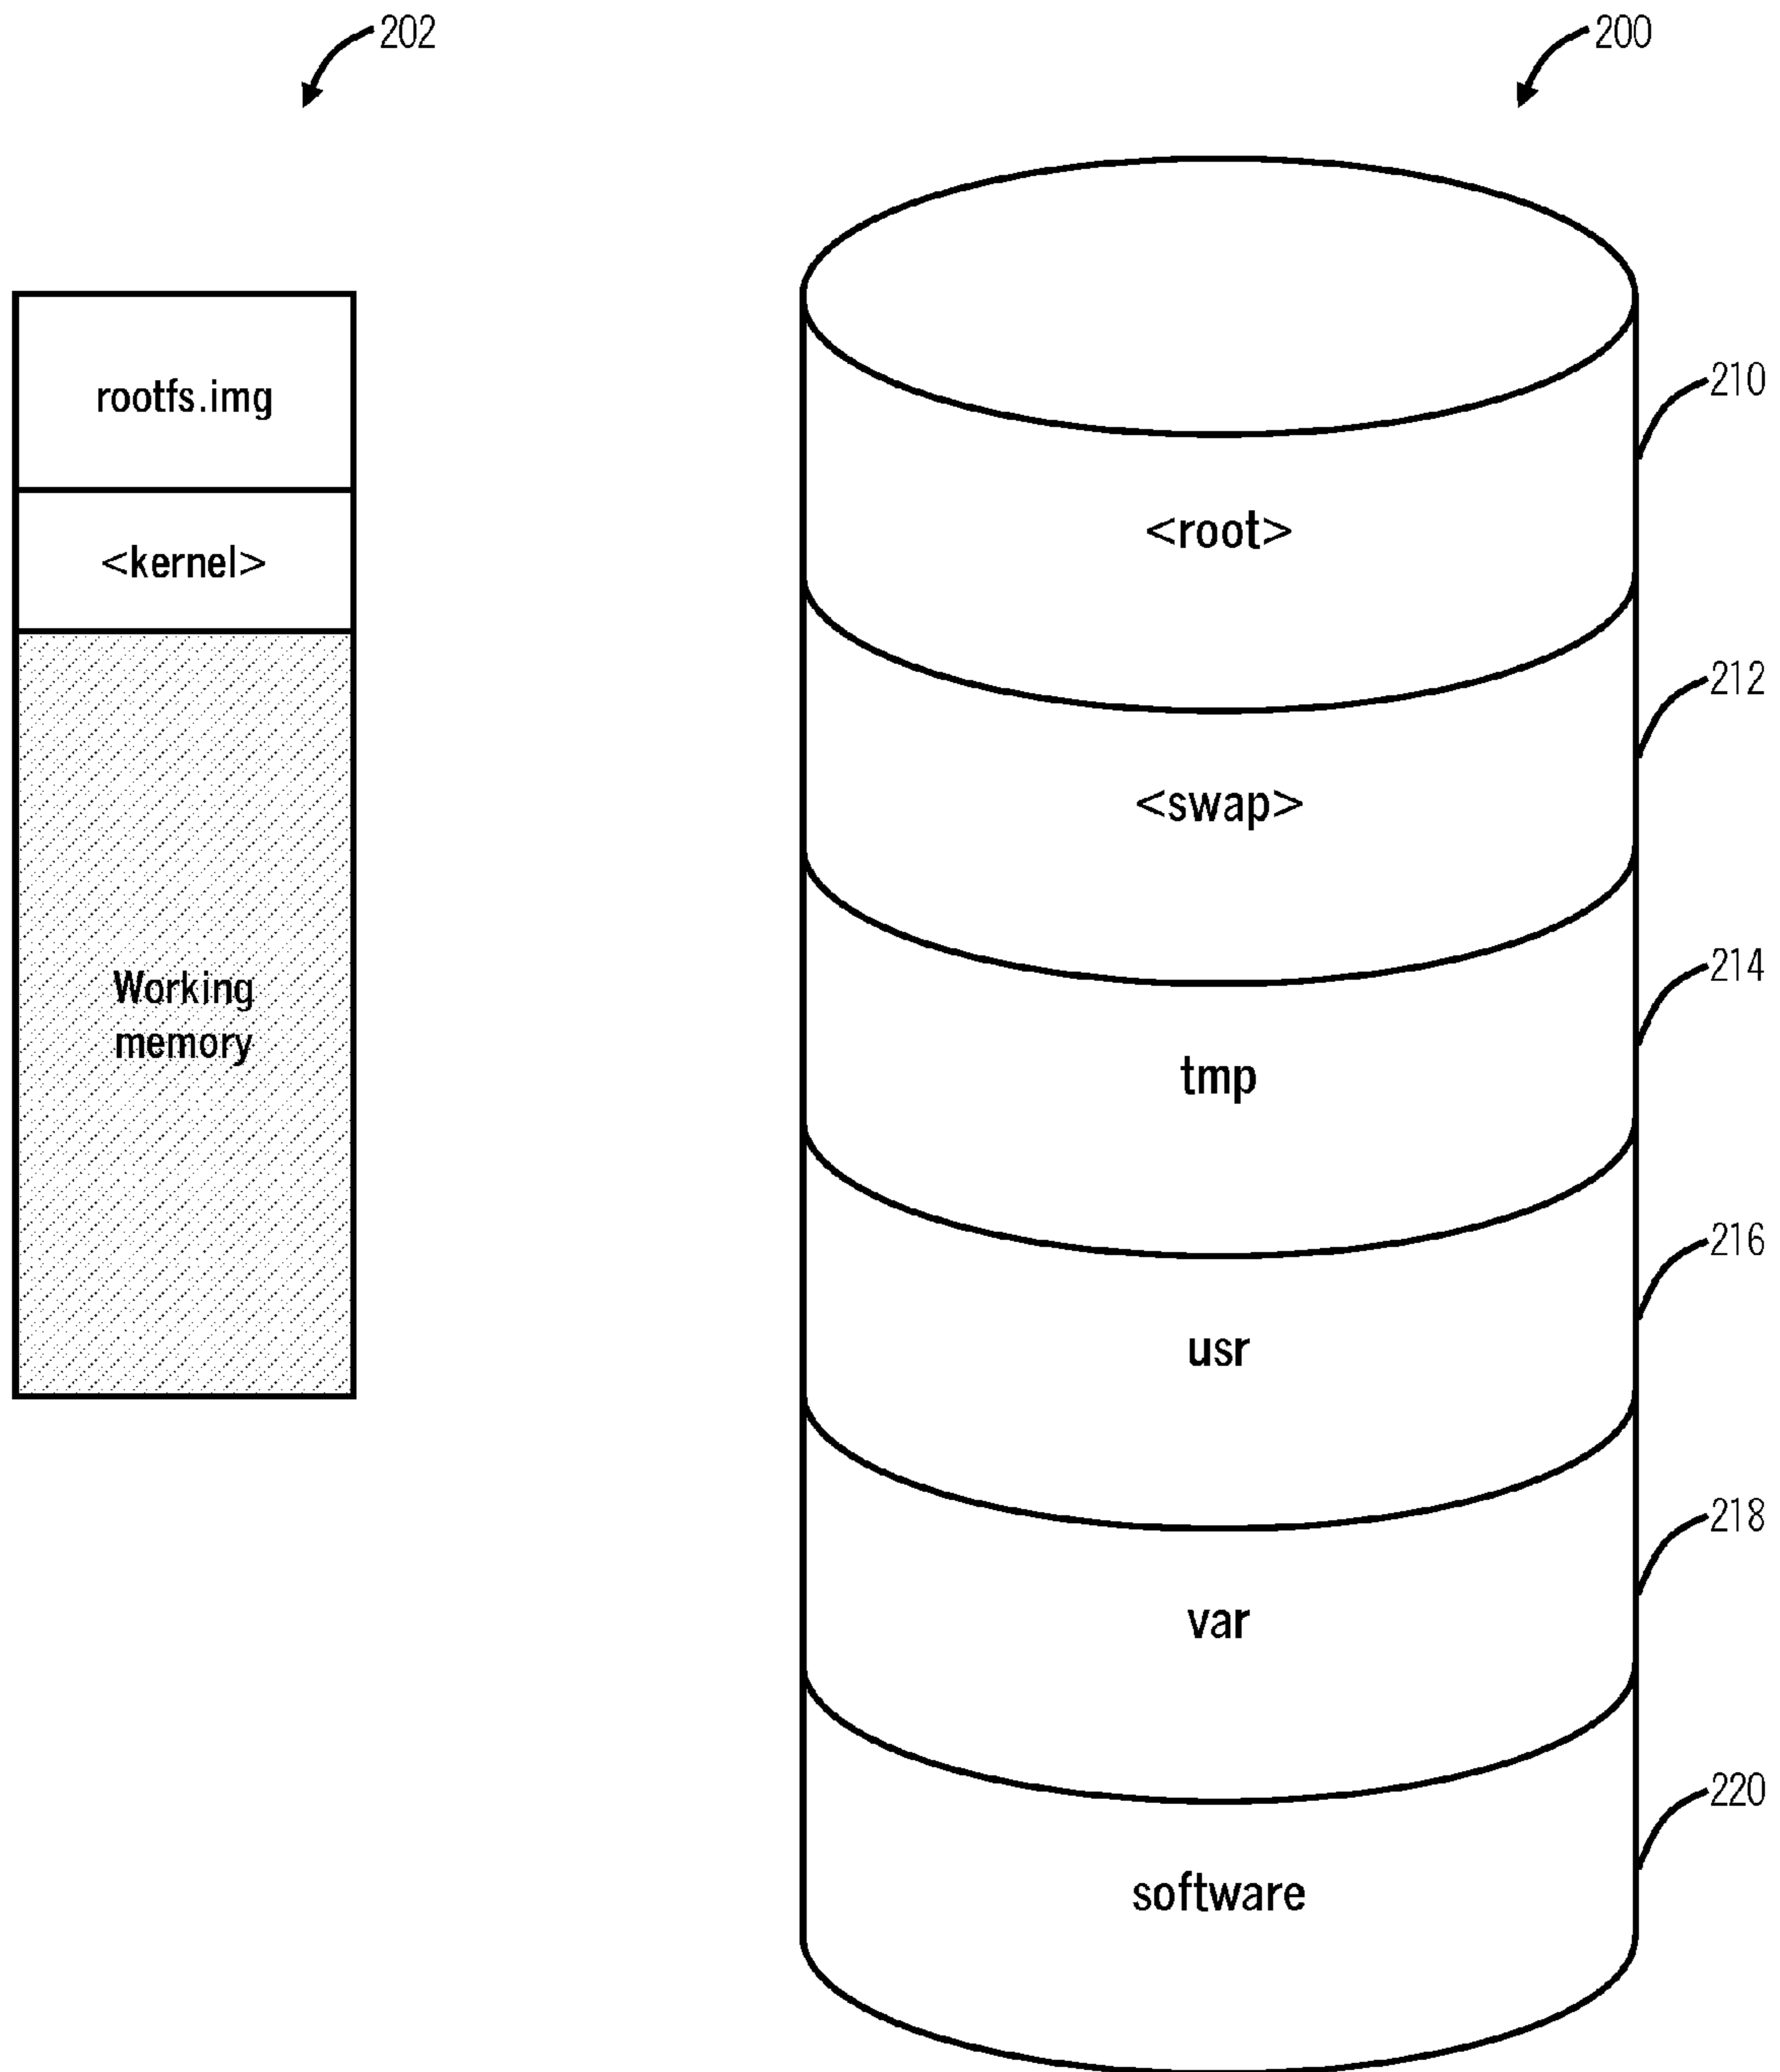 202
200
rootfs.img
<kernel>
Working
memory
210
<root>
212
<swap>
214
tmp
216
usr
218
var
220
software